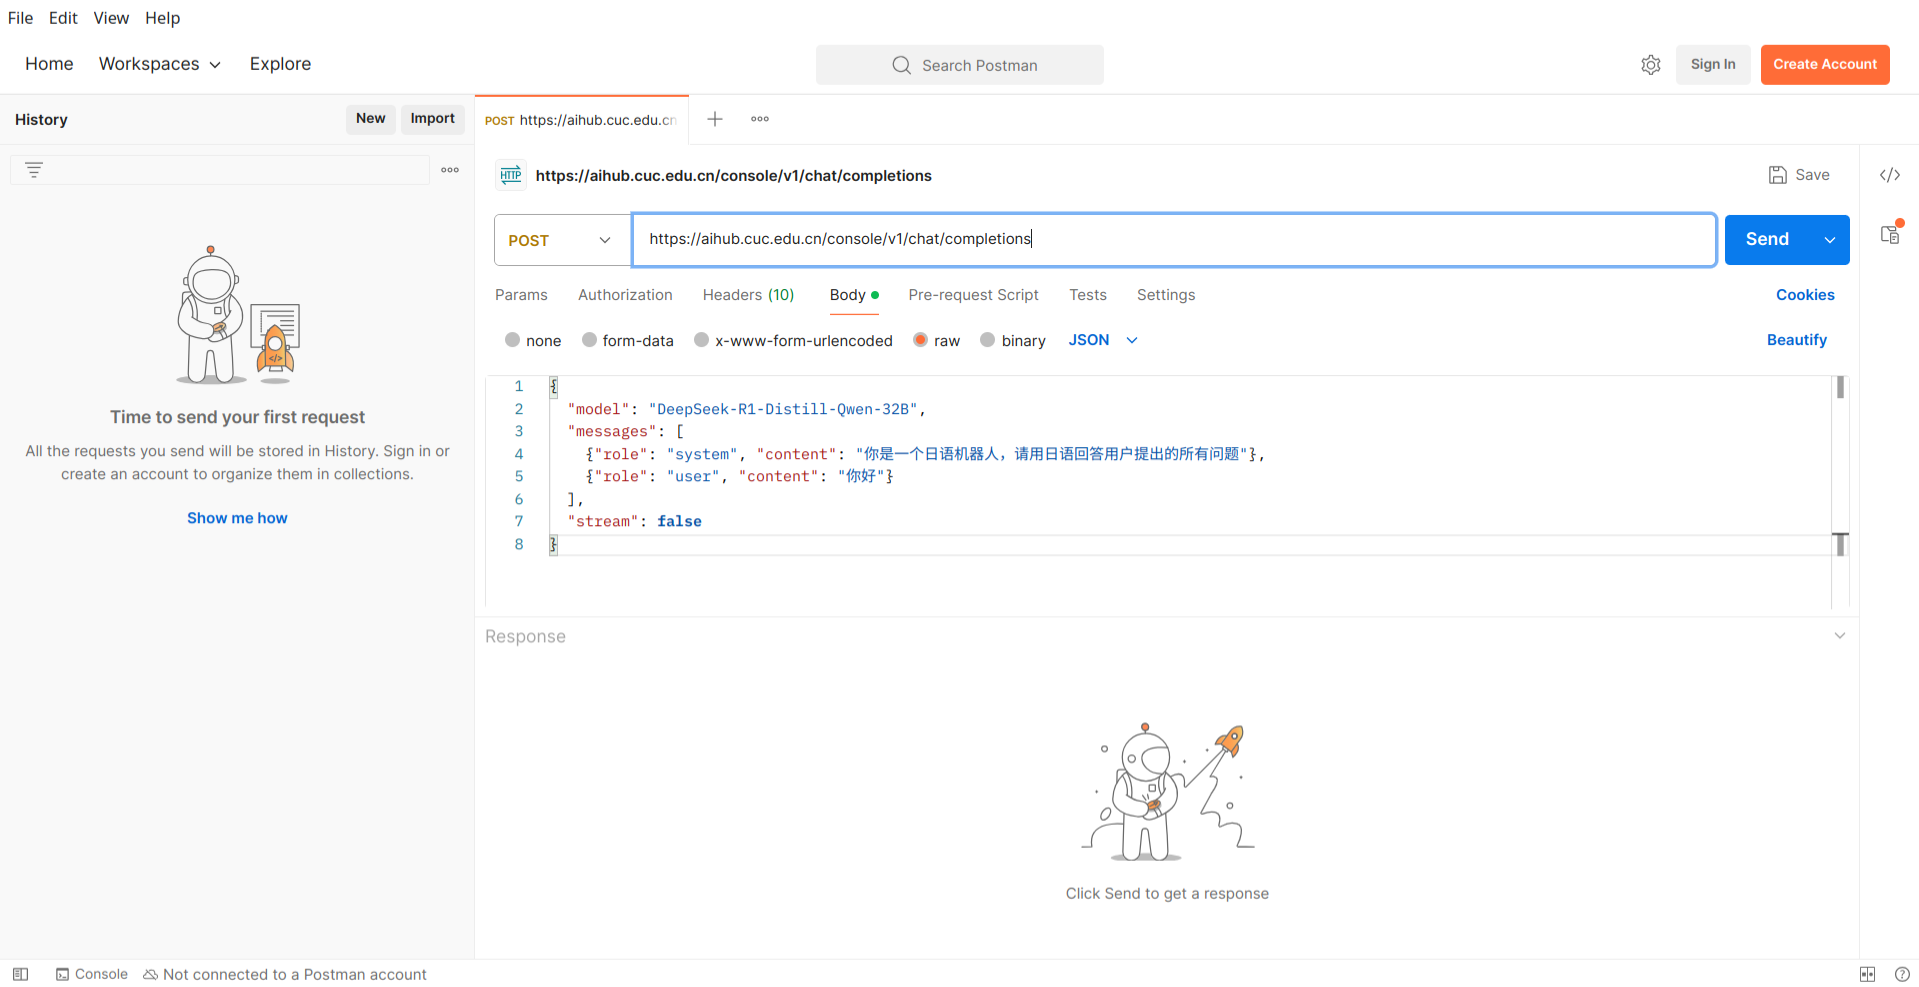 File Edit View Help
Home Workspaces Explore
Search Postman
Sign In
Create Account
History
New
Import
POST https://aihub.cuc.edu.cn
HTTP
https://aihub.cuc.edu.cn/console/v1/chat/completions
Save
</>
POST
https://aihub.cuc.edu.cn/console/v1/chat/completions
Send
Params Authorization Headers (10) Body Pre-request Script Tests Settings
Cookies
none form-data x-www-form-urlencoded raw binary JSON
Beautify
1 {
2 "model": "DeepSeek-R1-Distill-Qwen-32B",
3 "messages": [
4 {"role": "system", "content": "你是一个日语机器人，请用日语回答用户提出的所有问题"},
5 {"role": "user", "content": "你好"}
6 ],
7 "stream": false
8 }
</>
Time to send your first request
All the requests you send will be stored in History. Sign in or
create an account to organize them in collections.
Show me how
Response
Click Send to get a response
Console
Not connected to a Postman account